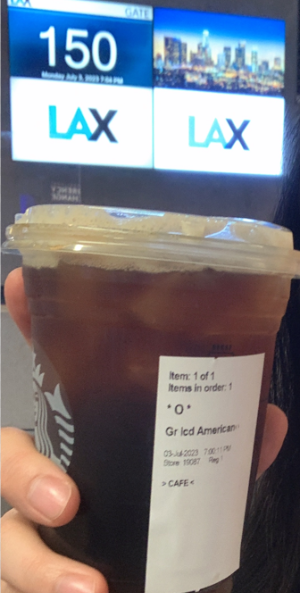 LAX
GATE
150
Monday July 3, 2023 7:04 PM
LAX
LAX
Item: 1 of 1
Items in order: 1
* O *
Gr Icd American
03-Jul-2023 7:00:11 PM
Store 19087 Reg
> CAFE <